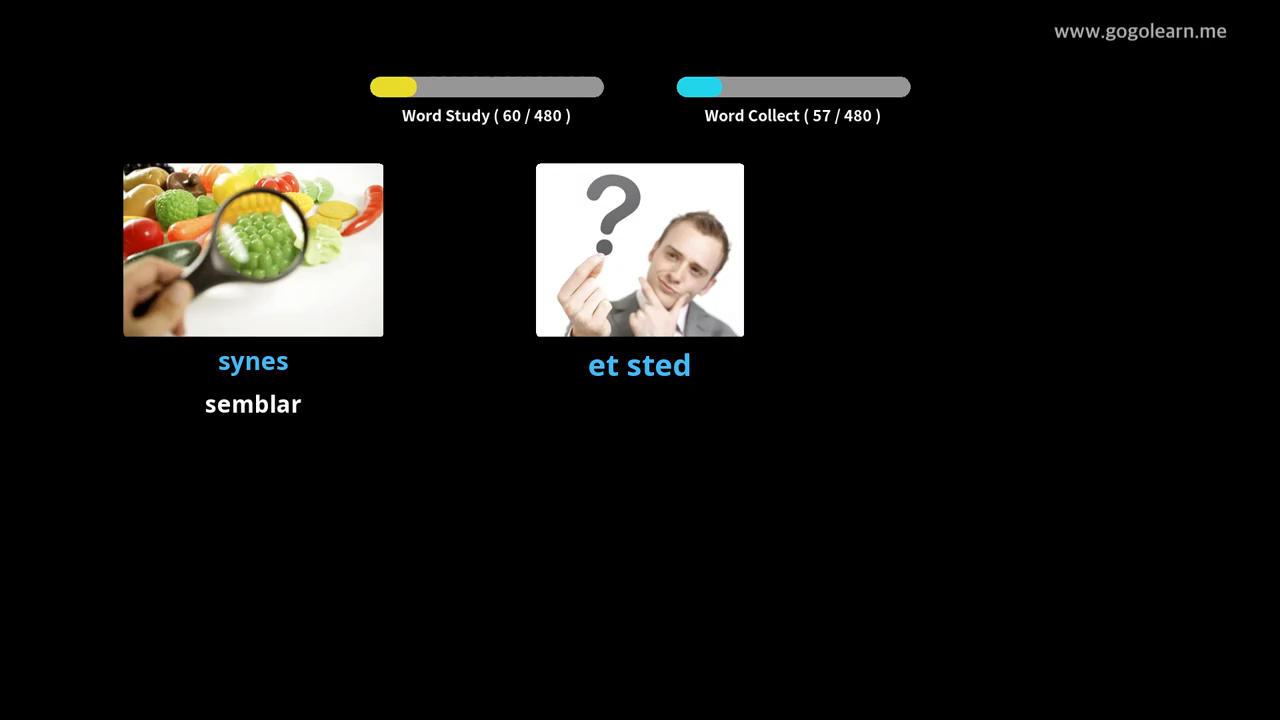 www.gogolearn.me
Word Study ( 60 / 480 )
Word Collect ( 57 / 480 )
synes
semblar
et sted